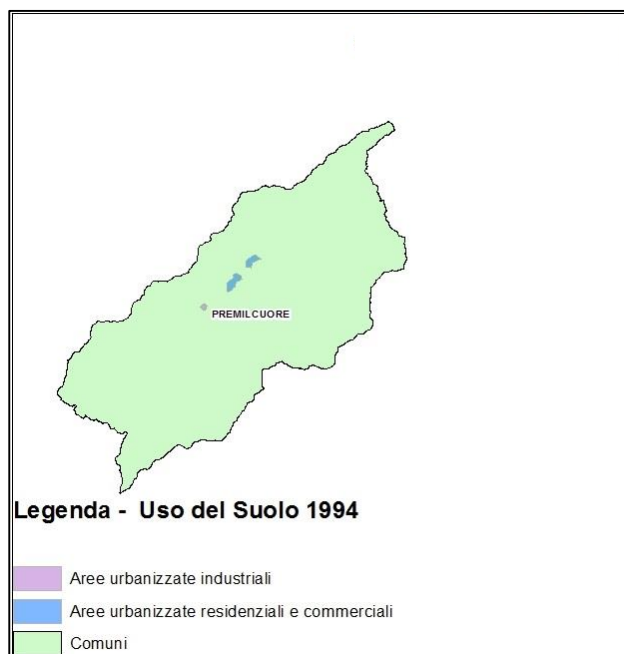 PREMILCUORE
Legenda - Uso del Suolo 1994
Aree urbanizzate industriali
Aree urbanizzate residenziali e commerciali
Comuni